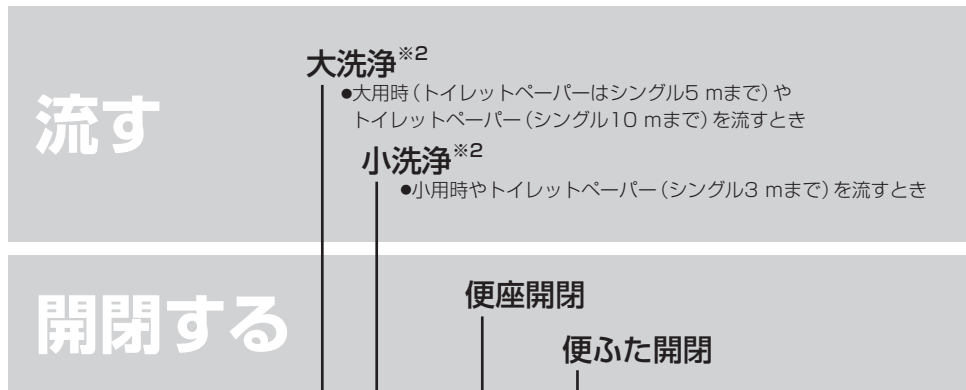 流す
大洗浄※2
●大用時(トイレットペーパーはシングル5 mまで)や
トイレットペーパー(シングル10 mまで)を流すとき
小洗浄※2
●小用時やトイレットペーパー(シングル3 mまで)を流すとき
開閉する
便座開閉
便ふた開閉